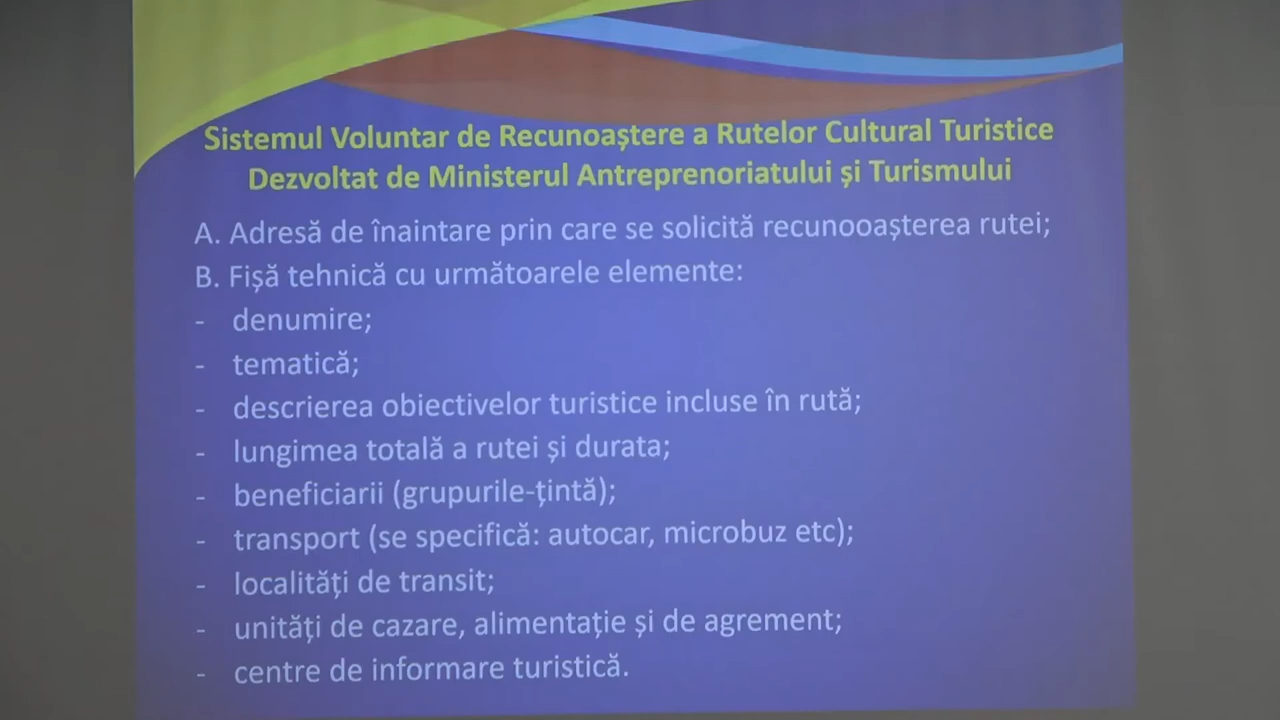 Sistemul Voluntar de Recunoaștere a Rutelor Cultural Turistice
Dezvoltat de Ministerul Antreprenoriatului și Turismului
A. Adresă de înaintare prin care se solicită recunooașterea rutei;
B. Fișă tehnică cu următoarele elemente:
- denumire;
- tematică;
- descrierea obiectivelor turistice incluse în rută;
- lungimea totală a rutei și durata;
- beneficiarii (grupurile-țintă);
- transport (se specifică: autocar, microbuz etc);
- localități de transit;
- unități de cazare, alimentație și de agrement;
- centre de informare turistică.